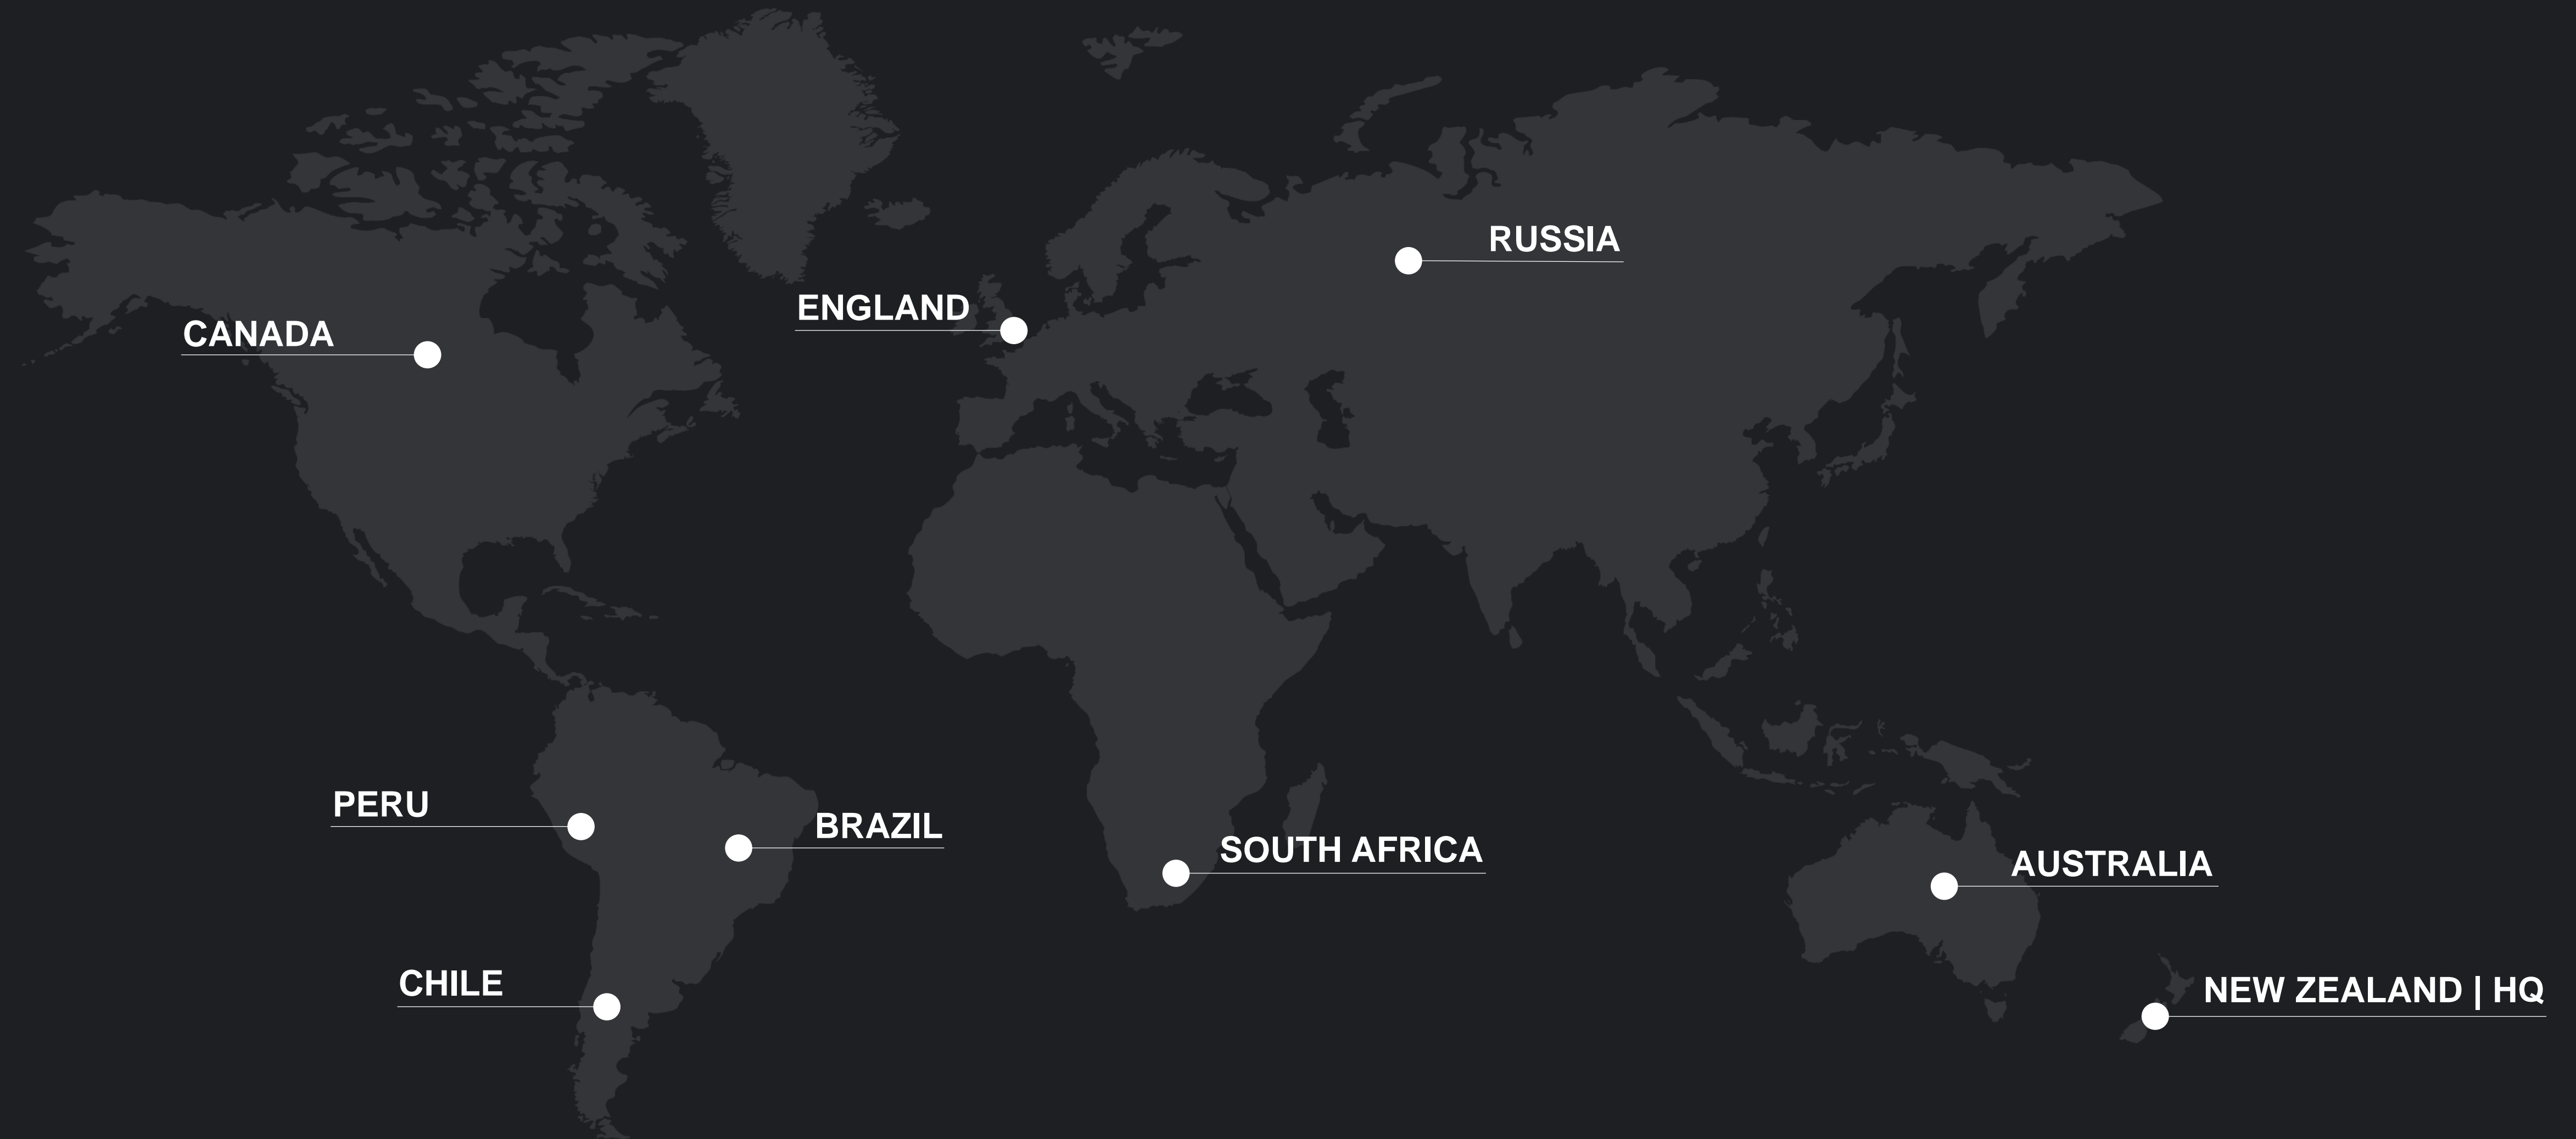 RUSSIA
ENGLAND
CANADA
PERU
BRAZIL
SOUTH AFRICA
AUSTRALIA
CHILE
NEW ZEALAND | HQ